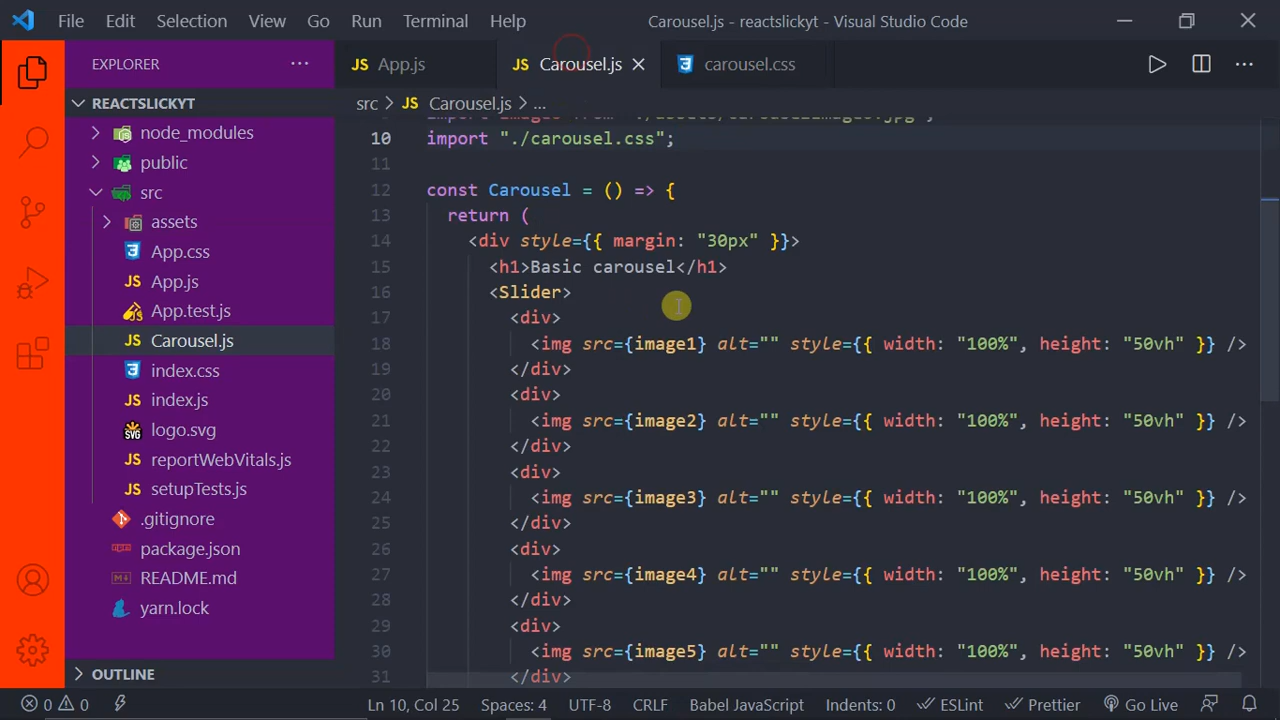 File Edit Selection View Go Run Terminal Help Carousel.js - reactslickyt - Visual Studio Code
EXPLORER ...
JS App.js JS Carousel.js carousel.css
REACTSLICKYT
src > JS Carousel.js > ...
node_modules
public
src
assets
App.css
JS App.js
App.test.js
JS Carousel.js
index.css
JS index.js
SVG logo.svg
JS reportWebVitals.js
JS setupTests.js
.gitignore
package.json
README.md
yarn.lock
OUTLINE
10 import "./carousel.css";
11
12 const Carousel = () => {
13 return (
14 <div style={{ margin: "30px" }}>
15 <h1>Basic carousel</h1>
16 <Slider>
17 <div>
18 <img src={image1} alt="" style={{ width: "100%", height: "50vh" }} />
19 </div>
20 <div>
21 <img src={image2} alt="" style={{ width: "100%", height: "50vh" }} />
22 </div>
23 <div>
24 <img src={image3} alt="" style={{ width: "100%", height: "50vh" }} />
25 </div>
26 <div>
27 <img src={image4} alt="" style={{ width: "100%", height: "50vh" }} />
28 </div>
29 <div>
30 <img src={image5} alt="" style={{ width: "100%", height: "50vh" }} />
31 </div>
0 0 Ln 10, Col 25 Spaces: 4 UTF-8 CRLF Babel JavaScript Indents: 0 ESLint Prettier Go Live